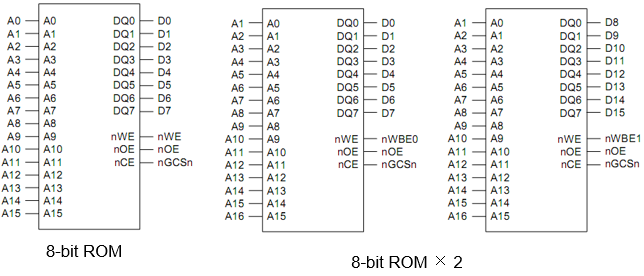 A0 A0 DQ0 D0 A1 A0 DQ0 D0 A1 A0 DQ0 D8
A1 A1 DQ1 D1 A2 A1 DQ1 D1 A2 A1 DQ1 D9
A2 A2 DQ2 D2 A3 A2 DQ2 D2 A3 A2 DQ2 D10
A3 A3 DQ3 D3 A4 A3 DQ3 D3 A4 A3 DQ3 D11
A4 A4 DQ4 D4 A5 A4 DQ4 D4 A5 A4 DQ4 D12
A5 A5 DQ5 D5 A6 A5 DQ5 D5 A6 A5 DQ5 D13
A6 A6 DQ6 D6 A7 A6 DQ6 D6 A7 A6 DQ6 D14
A7 A7 DQ7 D7 A8 A7 DQ7 D7 A8 A7 DQ7 D15
A8 A8 A9 A8 A9 A8
A9 A9 nWE nWE A10 A9 nWE nWBE0 A10 A9 nWE nWBE1
A10 A10 nOE nOE A11 A10 nOE nOE A11 A10 nOE nOE
A11 A11 nCE nGCSn A12 A11 nCE nGCSn A12 A11 nCE nGCSn
A12 A12 A13 A12 A13 A12
A13 A13 A14 A13 A14 A13
A14 A14 A15 A14 A15 A14
A15 A15 A16 A15 A16 A15
8-bit ROM
8-bit ROM × 2